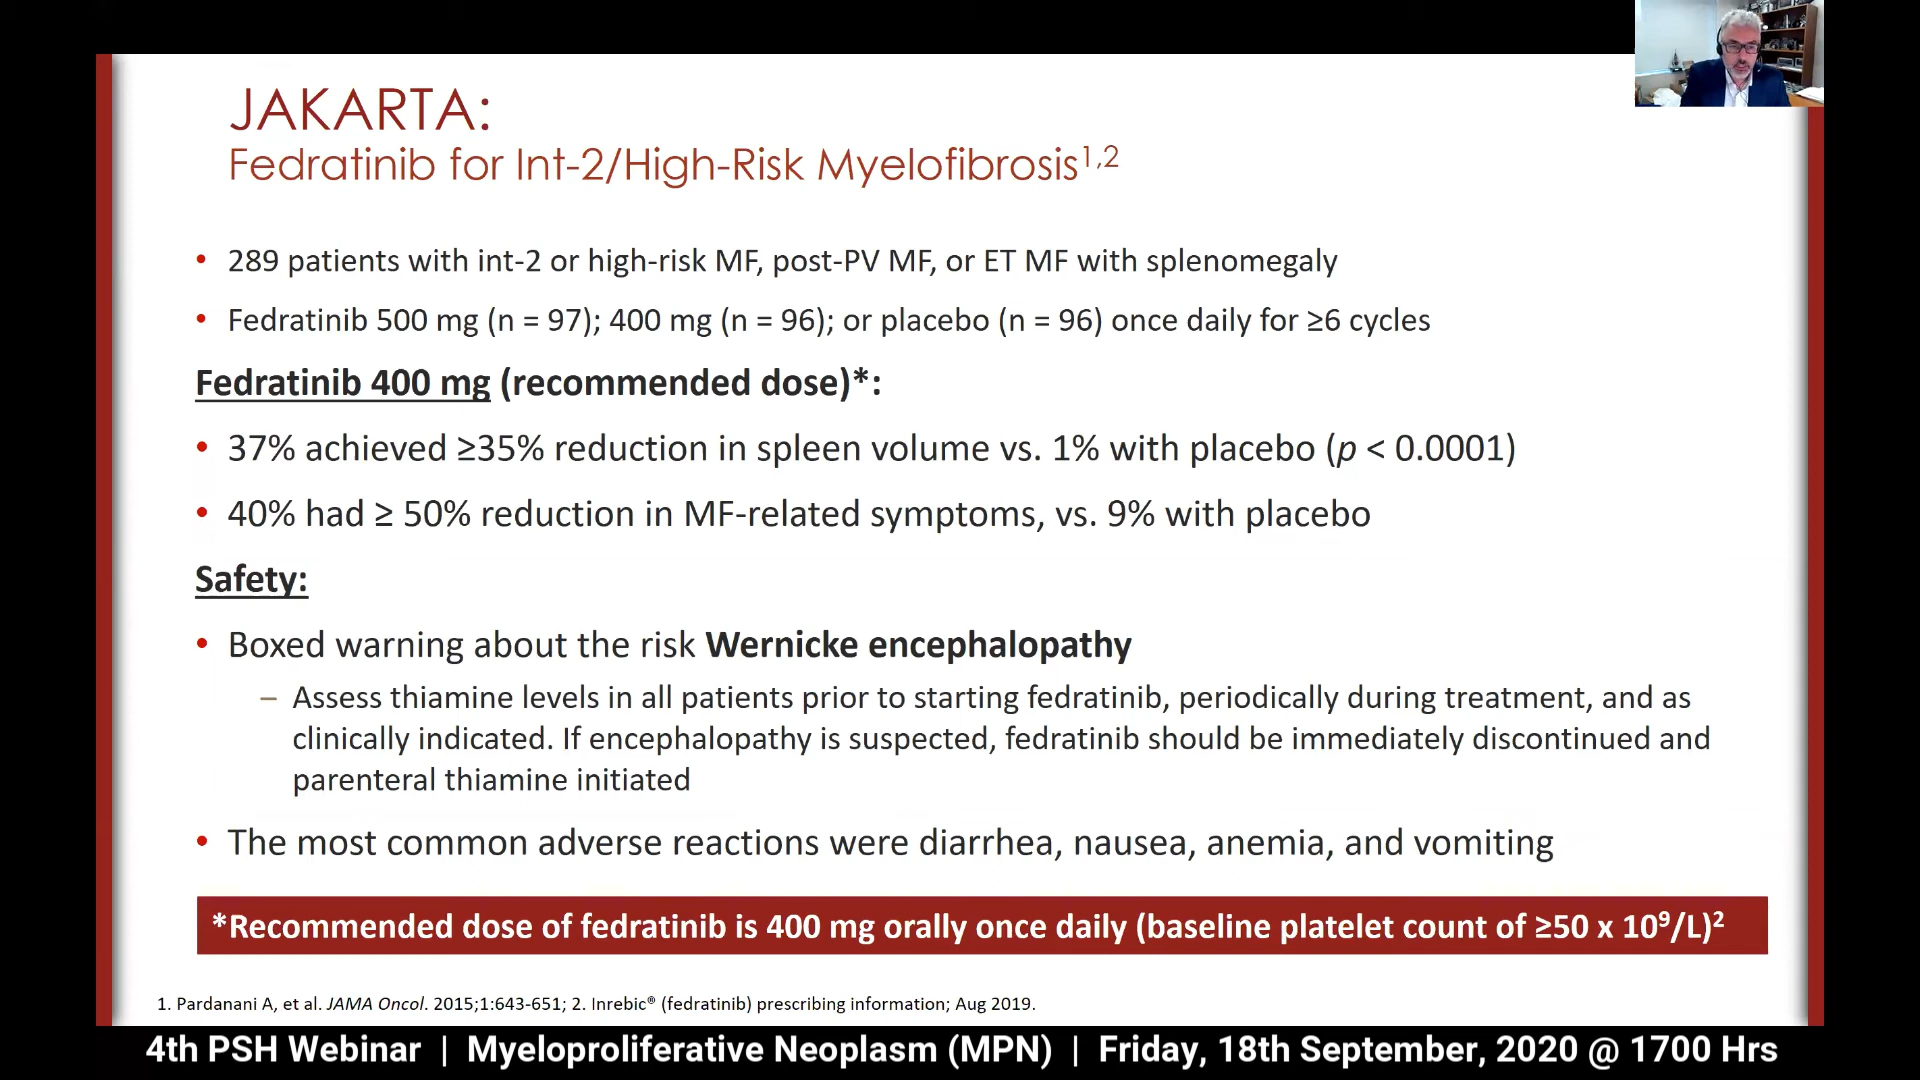 JAKARTA:
Fedratinib for Int-2/High-Risk Myelofibrosis¹,²
• 289 patients with int-2 or high-risk MF, post-PV MF, or ET MF with splenomegaly
• Fedratinib 500 mg (n = 97); 400 mg (n = 96); or placebo (n = 96) once daily for ≥6 cycles
Fedratinib 400 mg (recommended dose)*:
• 37% achieved ≥35% reduction in spleen volume vs. 1% with placebo (p < 0.0001)
• 40% had ≥ 50% reduction in MF-related symptoms, vs. 9% with placebo
Safety:
• Boxed warning about the risk Wernicke encephalopathy
– Assess thiamine levels in all patients prior to starting fedratinib, periodically during treatment, and as
clinically indicated. If encephalopathy is suspected, fedratinib should be immediately discontinued and
parenteral thiamine initiated
• The most common adverse reactions were diarrhea, nausea, anemia, and vomiting
*Recommended dose of fedratinib is 400 mg orally once daily (baseline platelet count of ≥50 x 10⁹/L)²
1. Pardanani A, et al. JAMA Oncol. 2015;1:643-651; 2. Inrebic® (fedratinib) prescribing information; Aug 2019.
4th PSH Webinar | Myeloproliferative Neoplasm (MPN) | Friday, 18th September, 2020 @ 1700 Hrs